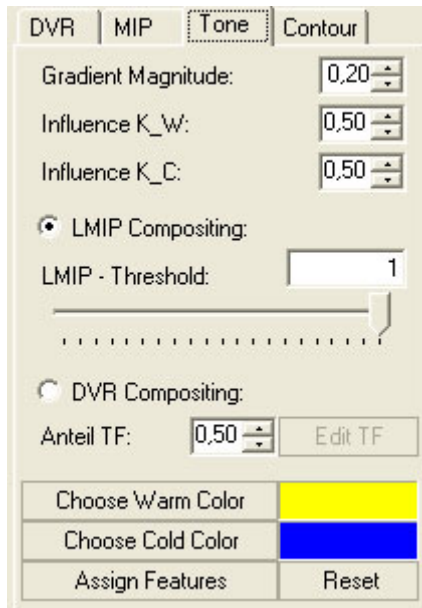 DVR MIP Tone Contour
Gradient Magnitude: 0,20
Influence K_W: 0,50
Influence K_C: 0,50
LMIP Compositing:
LMIP - Threshold: 1
DVR Compositing:
Anteil TF: 0,50 Edit TF
Choose Warm Color
Choose Cold Color
Assign Features Reset